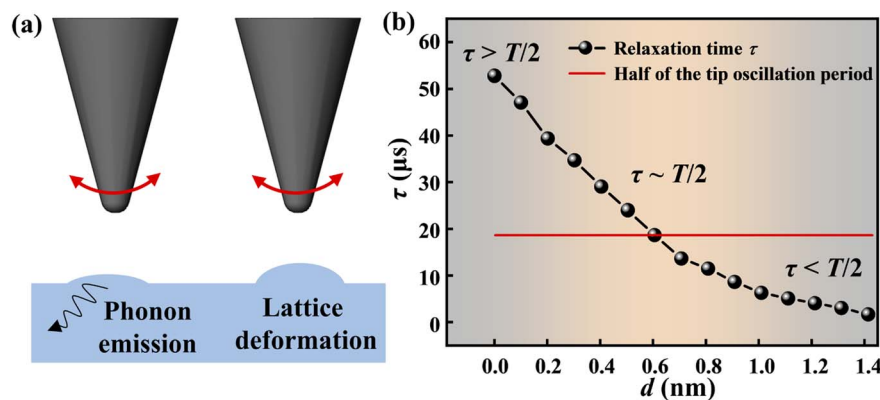 (a)
Phonon
emission
Lattice
deformation
(b)
τ > T/2
Relaxation time τ
Half of the tip oscillation period
τ ~ T/2
τ < T/2
τ (μs)
60
50
40
30
20
10
0
0.0 0.2 0.4 0.6 0.8 1.0 1.2 1.4
d (nm)